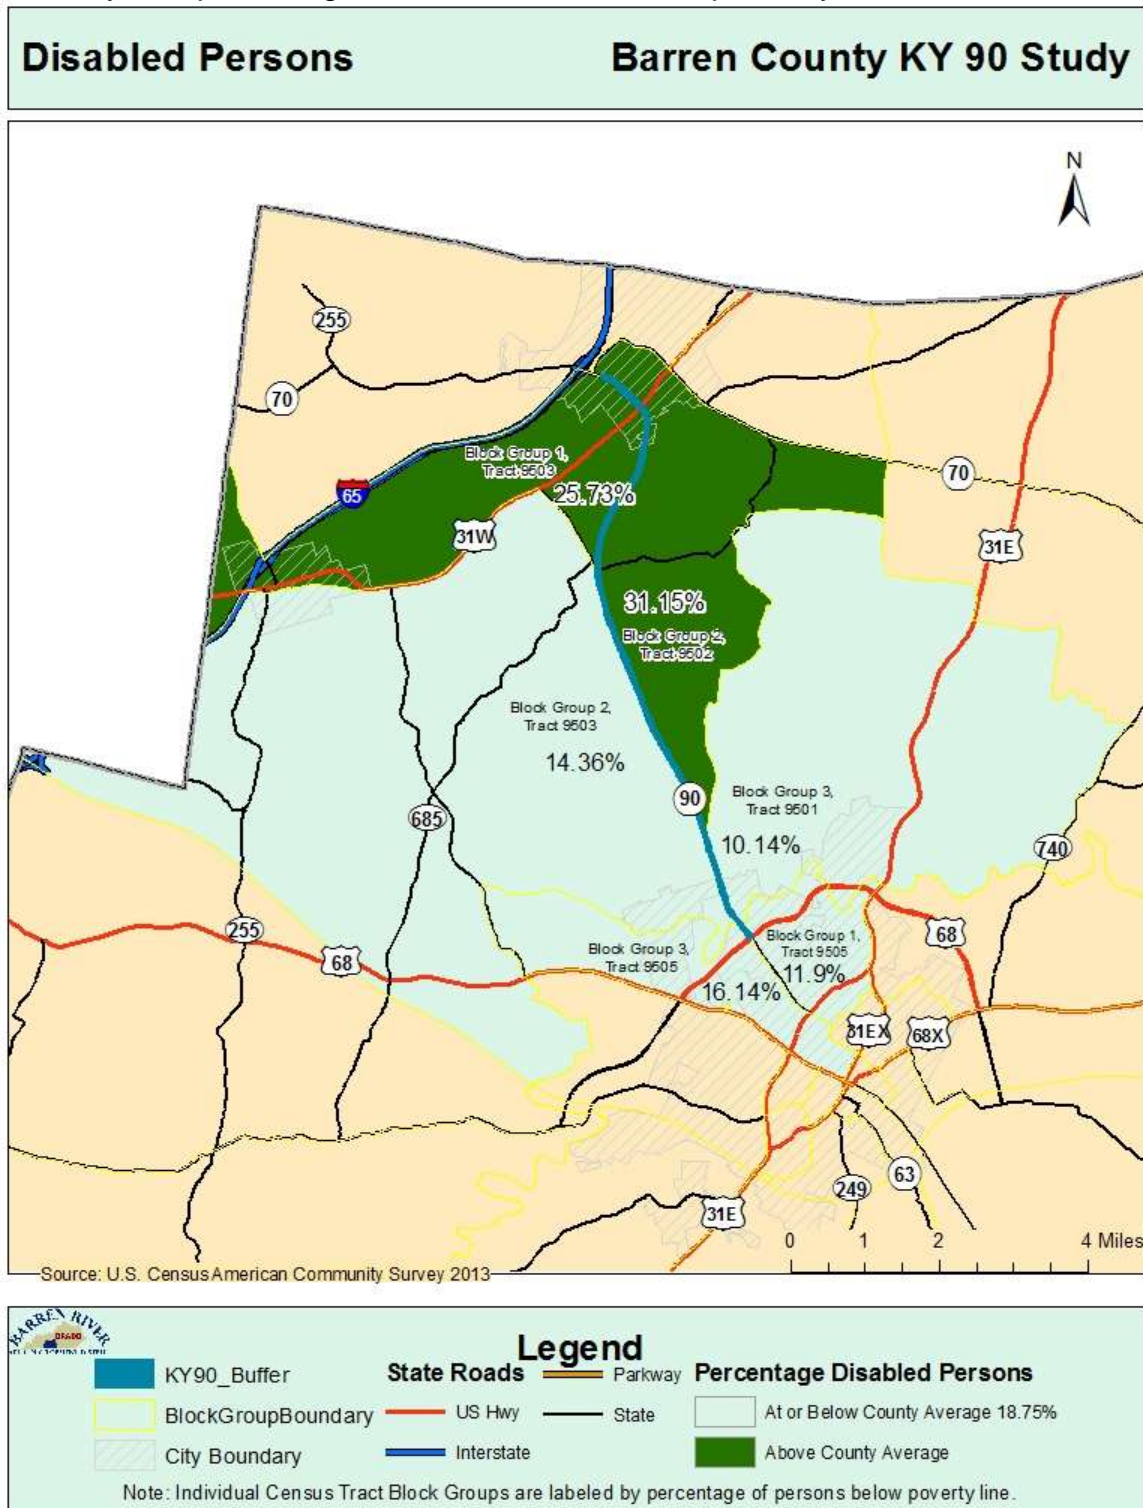 Disabled Persons Barren County KY 90 Study
N
255
70
Block Group 1,
Tract 9503
25.73%
65
70
31W
31E
31.15%
Block Group 2,
Tract 9502
Block Group 2,
Tract 9503
14.36%
90
Block Group 3,
Tract 9501
10.14%
685
740
255
68
Block Group 3,
Tract 9505
16.14%
Block Group 1,
Tract 9505
11.9%
68
31EX
68X
249
63
31E
0 1 2 4 Miles
Source: U.S. Census American Community Survey 2013
BARREN RIVER
Legend
KY90_Buffer
BlockGroupBoundary
City Boundary
State Roads
US Hwy
Interstate
Parkway
State
Percentage Disabled Persons
At or Below County Average 18.75%
Above County Average
Note: Individual Census Tract Block Groups are labeled by percentage of persons below poverty line.